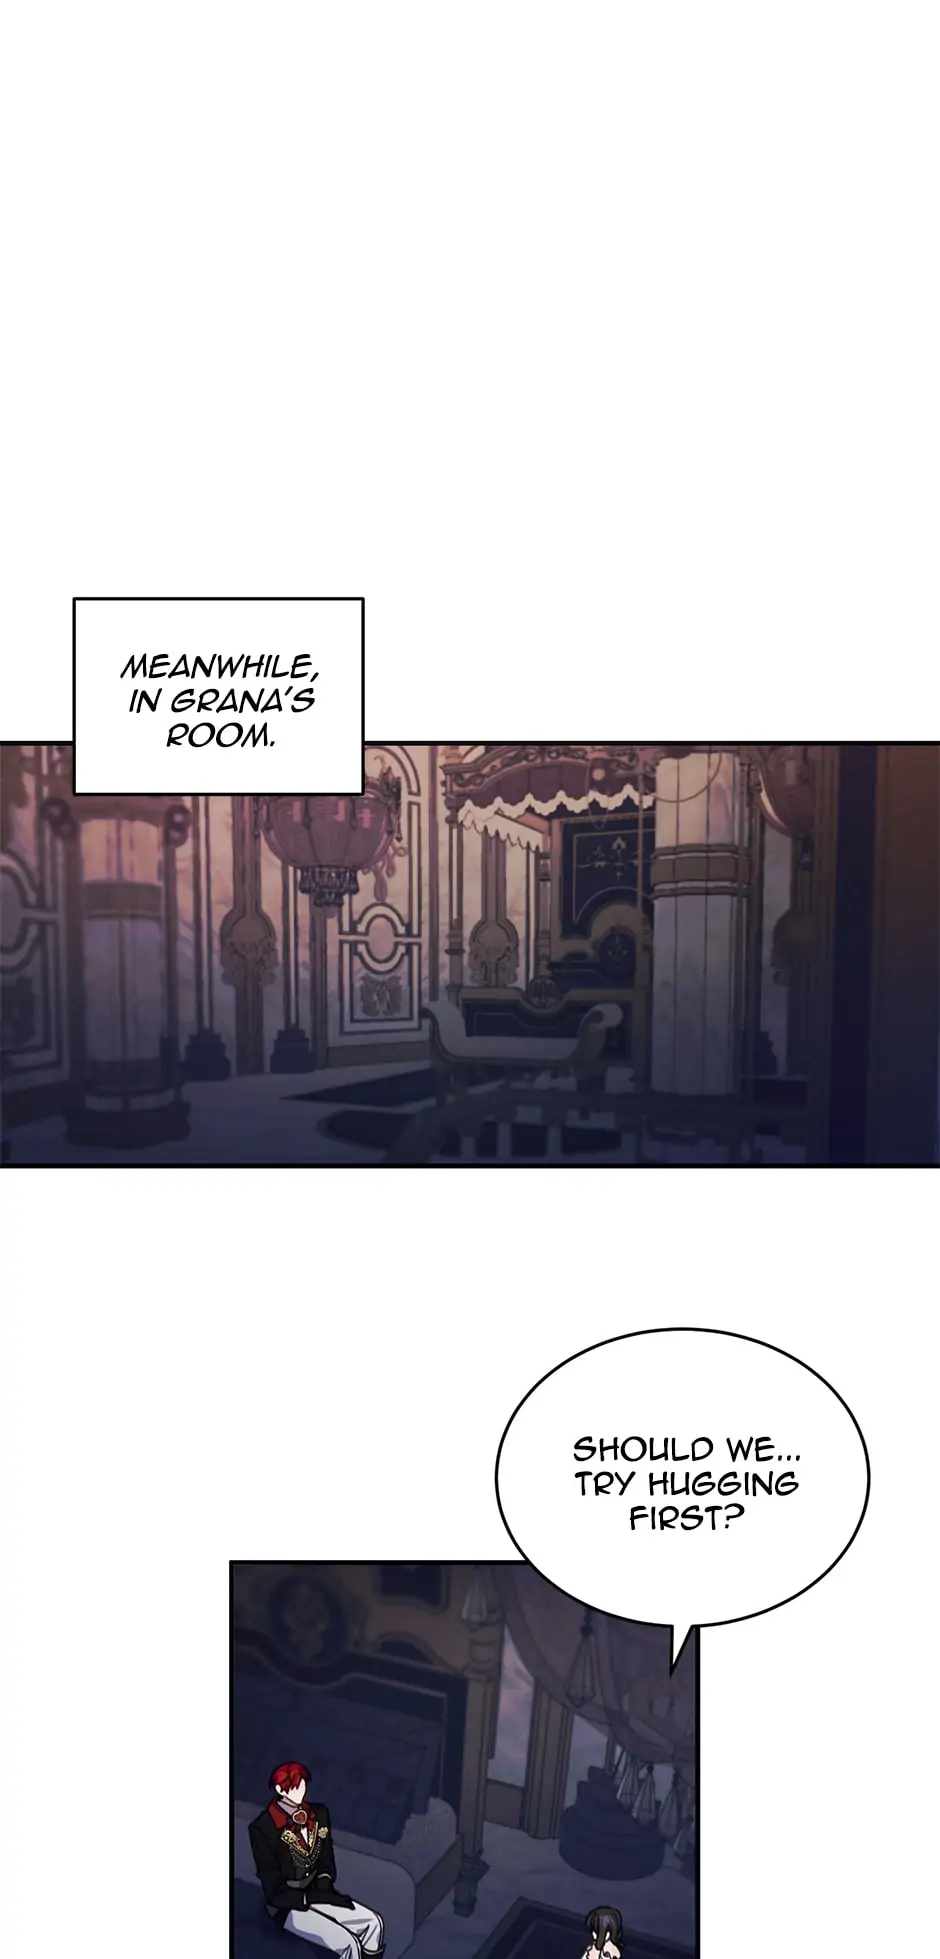 MEANWHILE,
IN GRANA'S
ROOM.
SHOULD WE...
TRY HUGGING
FIRST?